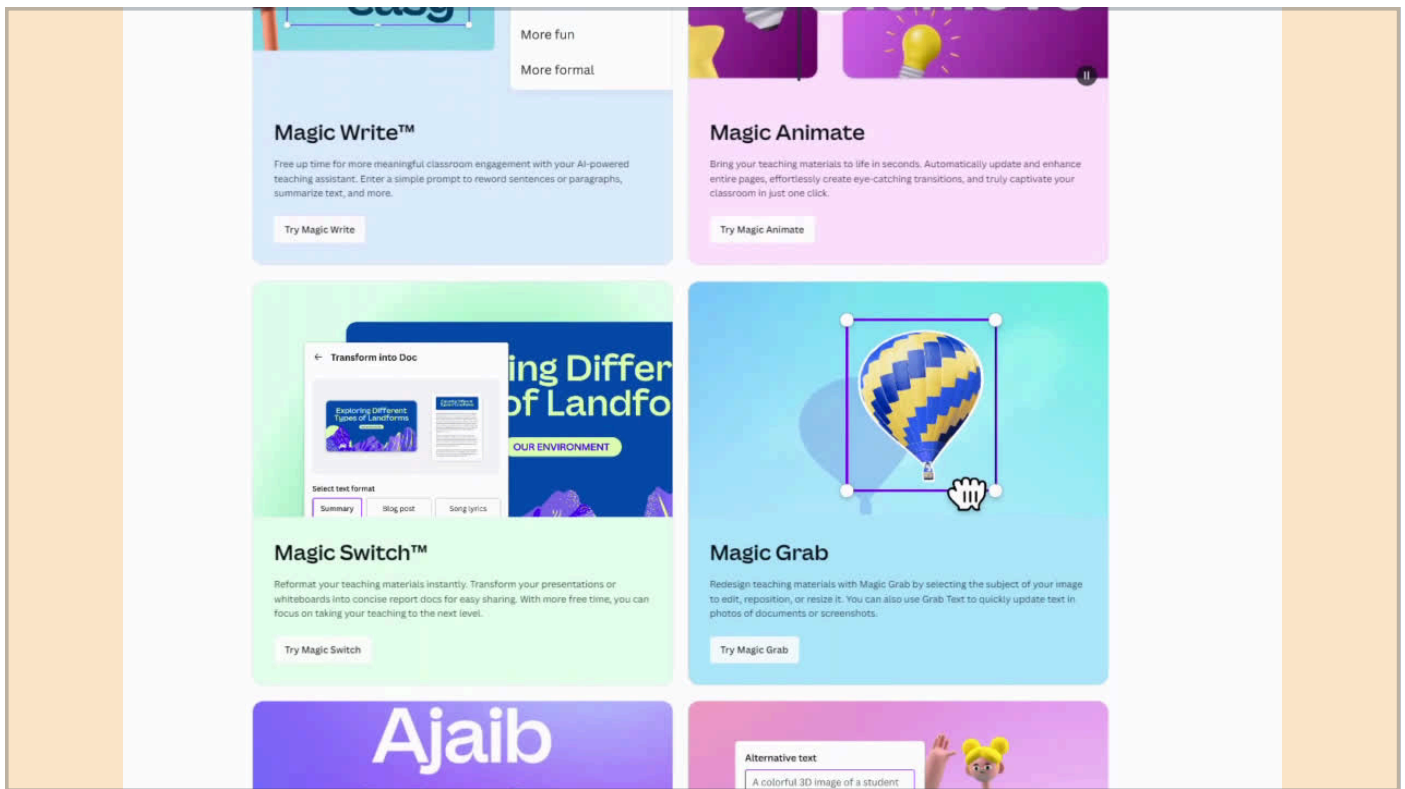 easy
More fun
More formal
Magic Write™
Free up time for more meaningful classroom engagement with your AI-powered
teaching assistant. Enter a simple prompt to reword sentences or paragraphs,
summarize text, and more.
Try Magic Write
Magic Animate
Bring your teaching materials to life in seconds. Automatically update and enhance
entire pages, effortlessly create eye-catching transitions, and truly captivate your
classroom in just one click.
Try Magic Animate
Transform into Doc
Exploring Different
Types of Landforms
Select text format
Summary
Blog post
Song lyrics
ing Differ
of Landfo
OUR ENVIRONMENT
Magic Switch™
Reformat your teaching materials instantly. Transform your presentations or
whiteboards into concise report docs for easy sharing. With more free time, you can
focus on taking your teaching to the next level.
Try Magic Switch
Magic Grab
Redesign teaching materials with Magic Grab by selecting the subject of your image
to edit, reposition, or resize it. You can also use Grab Text to quickly update text in
photos of documents or screenshots.
Try Magic Grab
Ajaib
Alternative text
A colorful 3D image of a student